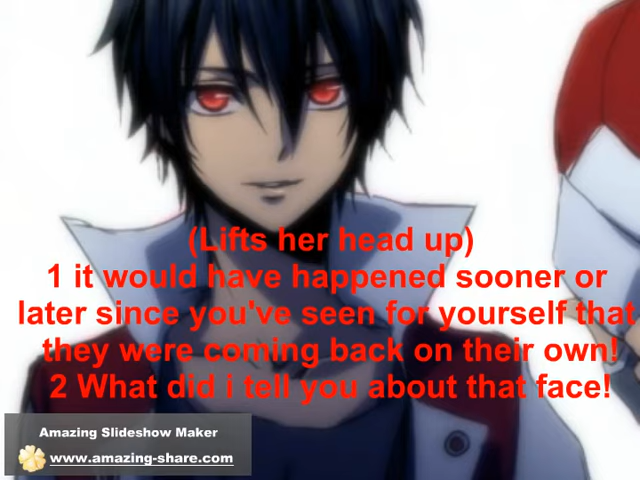 (Lifts her head up)
1 it would have happened sooner or
later since you've seen for yourself that
they were coming back on their own!
2 What did i tell you about that face!
Amazing Slideshow Maker
www.amazing-share.com